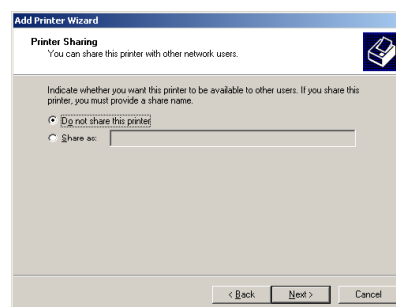 Add Printer Wizard
Printer Sharing
You can share this printer with other network users.
Indicate whether you want this printer to be available to other users. If you share this
printer, you must provide a share name.
Do not share this printer
Share as:
< Back
Next >
Cancel